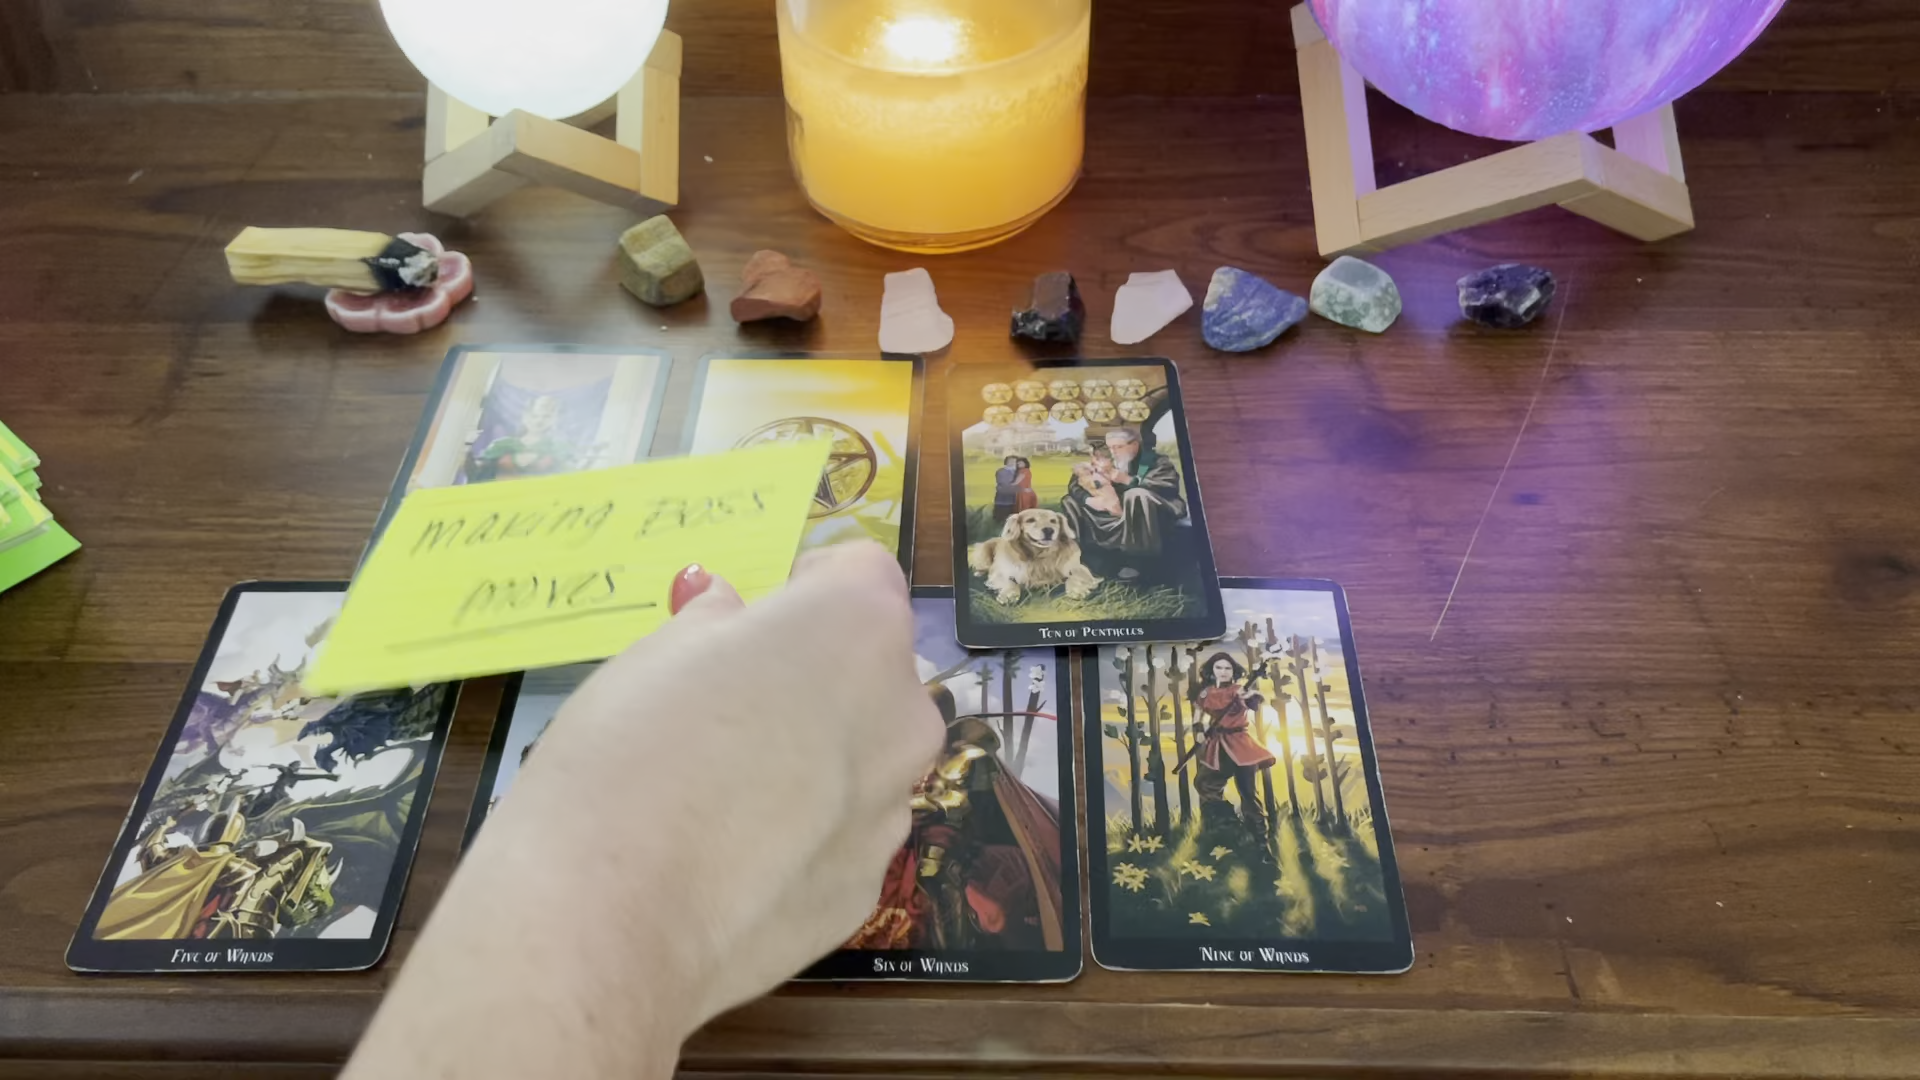 making BOSS
moves
Ten of Pentacles
Five of Wands
Six of Wands
Nine of Wands